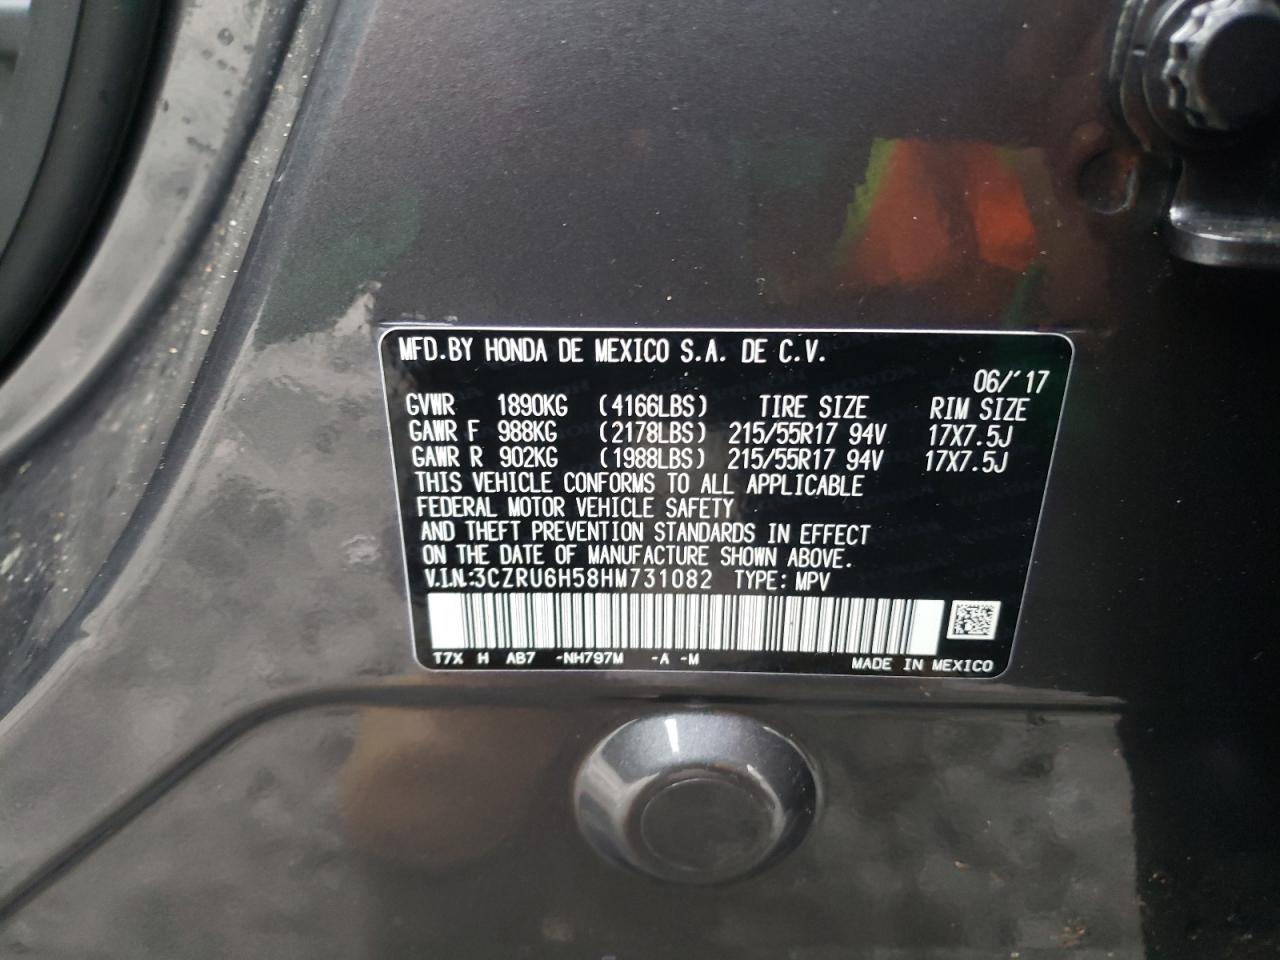 MFD.BY HONDA DE MEXICO S.A. DE C.V.
06/'17
GVWR 1890KG (4166LBS) TIRE SIZE RIM SIZE
GAWR F 988KG (2178LBS) 215/55R17 94V 17X7.5J
GAWR R 902KG (1988LBS) 215/55R17 94V 17X7.5J
THIS VEHICLE CONFORMS TO ALL APPLICABLE
FEDERAL MOTOR VEHICLE SAFETY
AND THEFT PREVENTION STANDARDS IN EFFECT
ON THE DATE OF MANUFACTURE SHOWN ABOVE.
V.I.N.:3CZRU6H58HM731082 TYPE: MPV
T7X H AB7 -NH797M -A -M MADE IN MEXICO